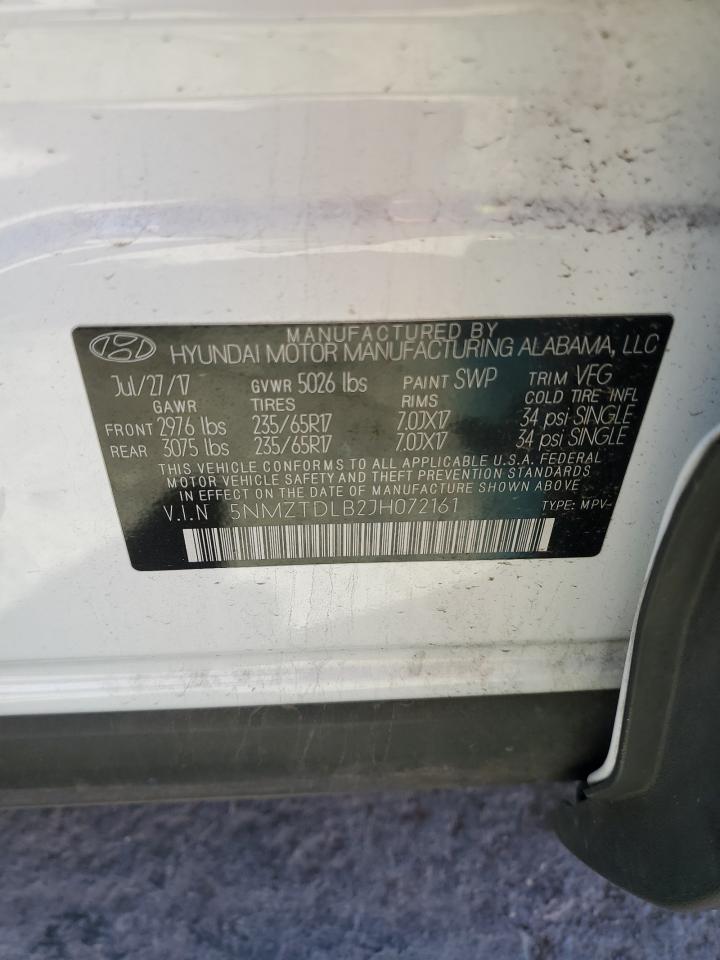 MANUFACTURED BY
HYUNDAI MOTOR MANUFACTURING ALABAMA, LLC
Jul/27/17 GVWR 5026 lbs PAINT SWP TRIM VFG
GAWR TIRES RIMS COLD TIRE INFL
FRONT 2976 lbs 235/65R17 7.0JX17 34 psi SINGLE
REAR 3075 lbs 235/65R17 7.0JX17 34 psi SINGLE
THIS VEHICLE CONFORMS TO ALL APPLICABLE U.S.A. FEDERAL
MOTOR VEHICLE SAFETY AND THEFT PREVENTION STANDARDS
IN EFFECT ON THE DATE OF MANUFACTURE SHOWN ABOVE
V.I.N 5NMZTDLB2JH072161 TYPE: MPV